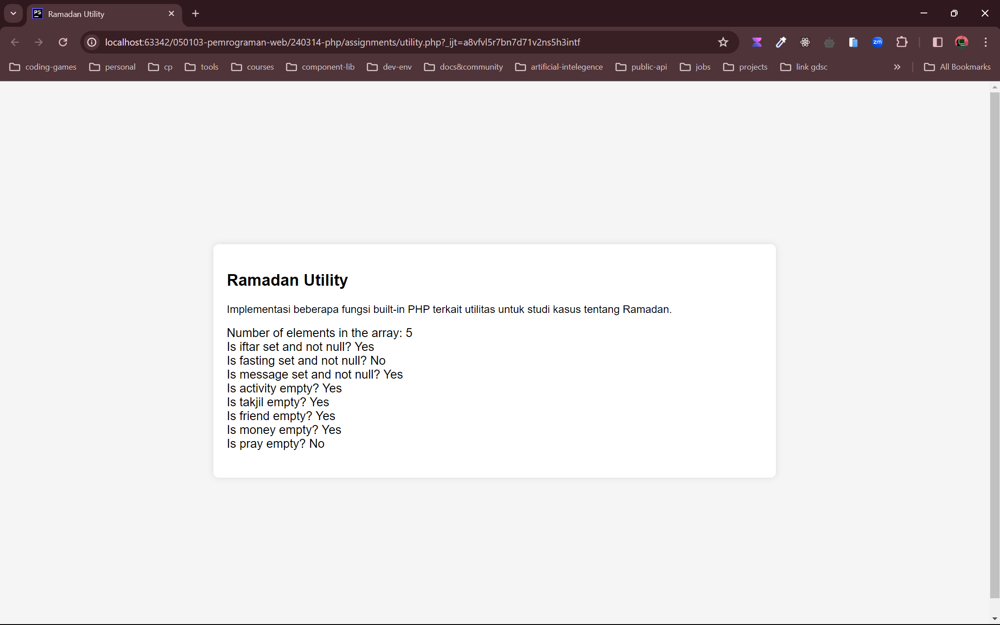 PS Ramadan Utility
localhost:63342/050103-pemrograman-web/240314-php/assignments/utility.php?_ijt=a8vfvl5r7bn7d71v2ns5h3intf
zm
coding-games personal cp tools courses component-lib dev-env docs&community artificial-intelegence public-api jobs projects link gdsc All Bookmarks
Ramadan Utility
Implementasi beberapa fungsi built-in PHP terkait utilitas untuk studi kasus tentang Ramadan.
Number of elements in the array: 5
Is iftar set and not null? Yes
Is fasting set and not null? No
Is message set and not null? Yes
Is activity empty? Yes
Is takjil empty? Yes
Is friend empty? Yes
Is money empty? Yes
Is pray empty? No